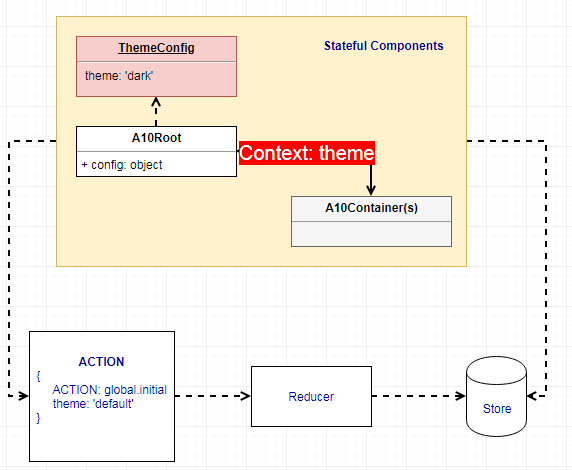 ThemeConfig
Stateful Components
theme: 'dark'
A10Root
+ config: object
Context: theme
A10Container(s)
ACTION
{
ACTION: global.initial
theme: 'default'
}
Reducer
Store